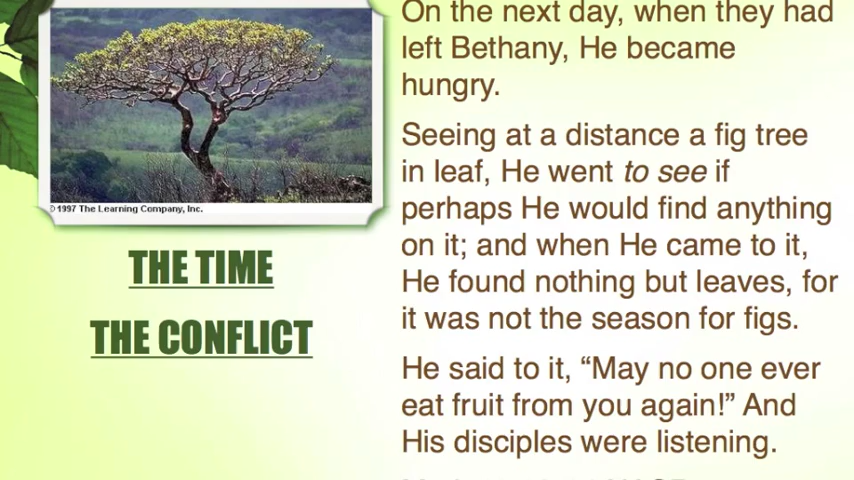 © 1997 The Learning Company, Inc.
THE TIME
THE CONFLICT
On the next day, when they had
left Bethany, He became
hungry.
Seeing at a distance a fig tree
in leaf, He went to see if
perhaps He would find anything
on it; and when He came to it,
He found nothing but leaves, for
it was not the season for figs.
He said to it, “May no one ever
eat fruit from you again!” And
His disciples were listening.